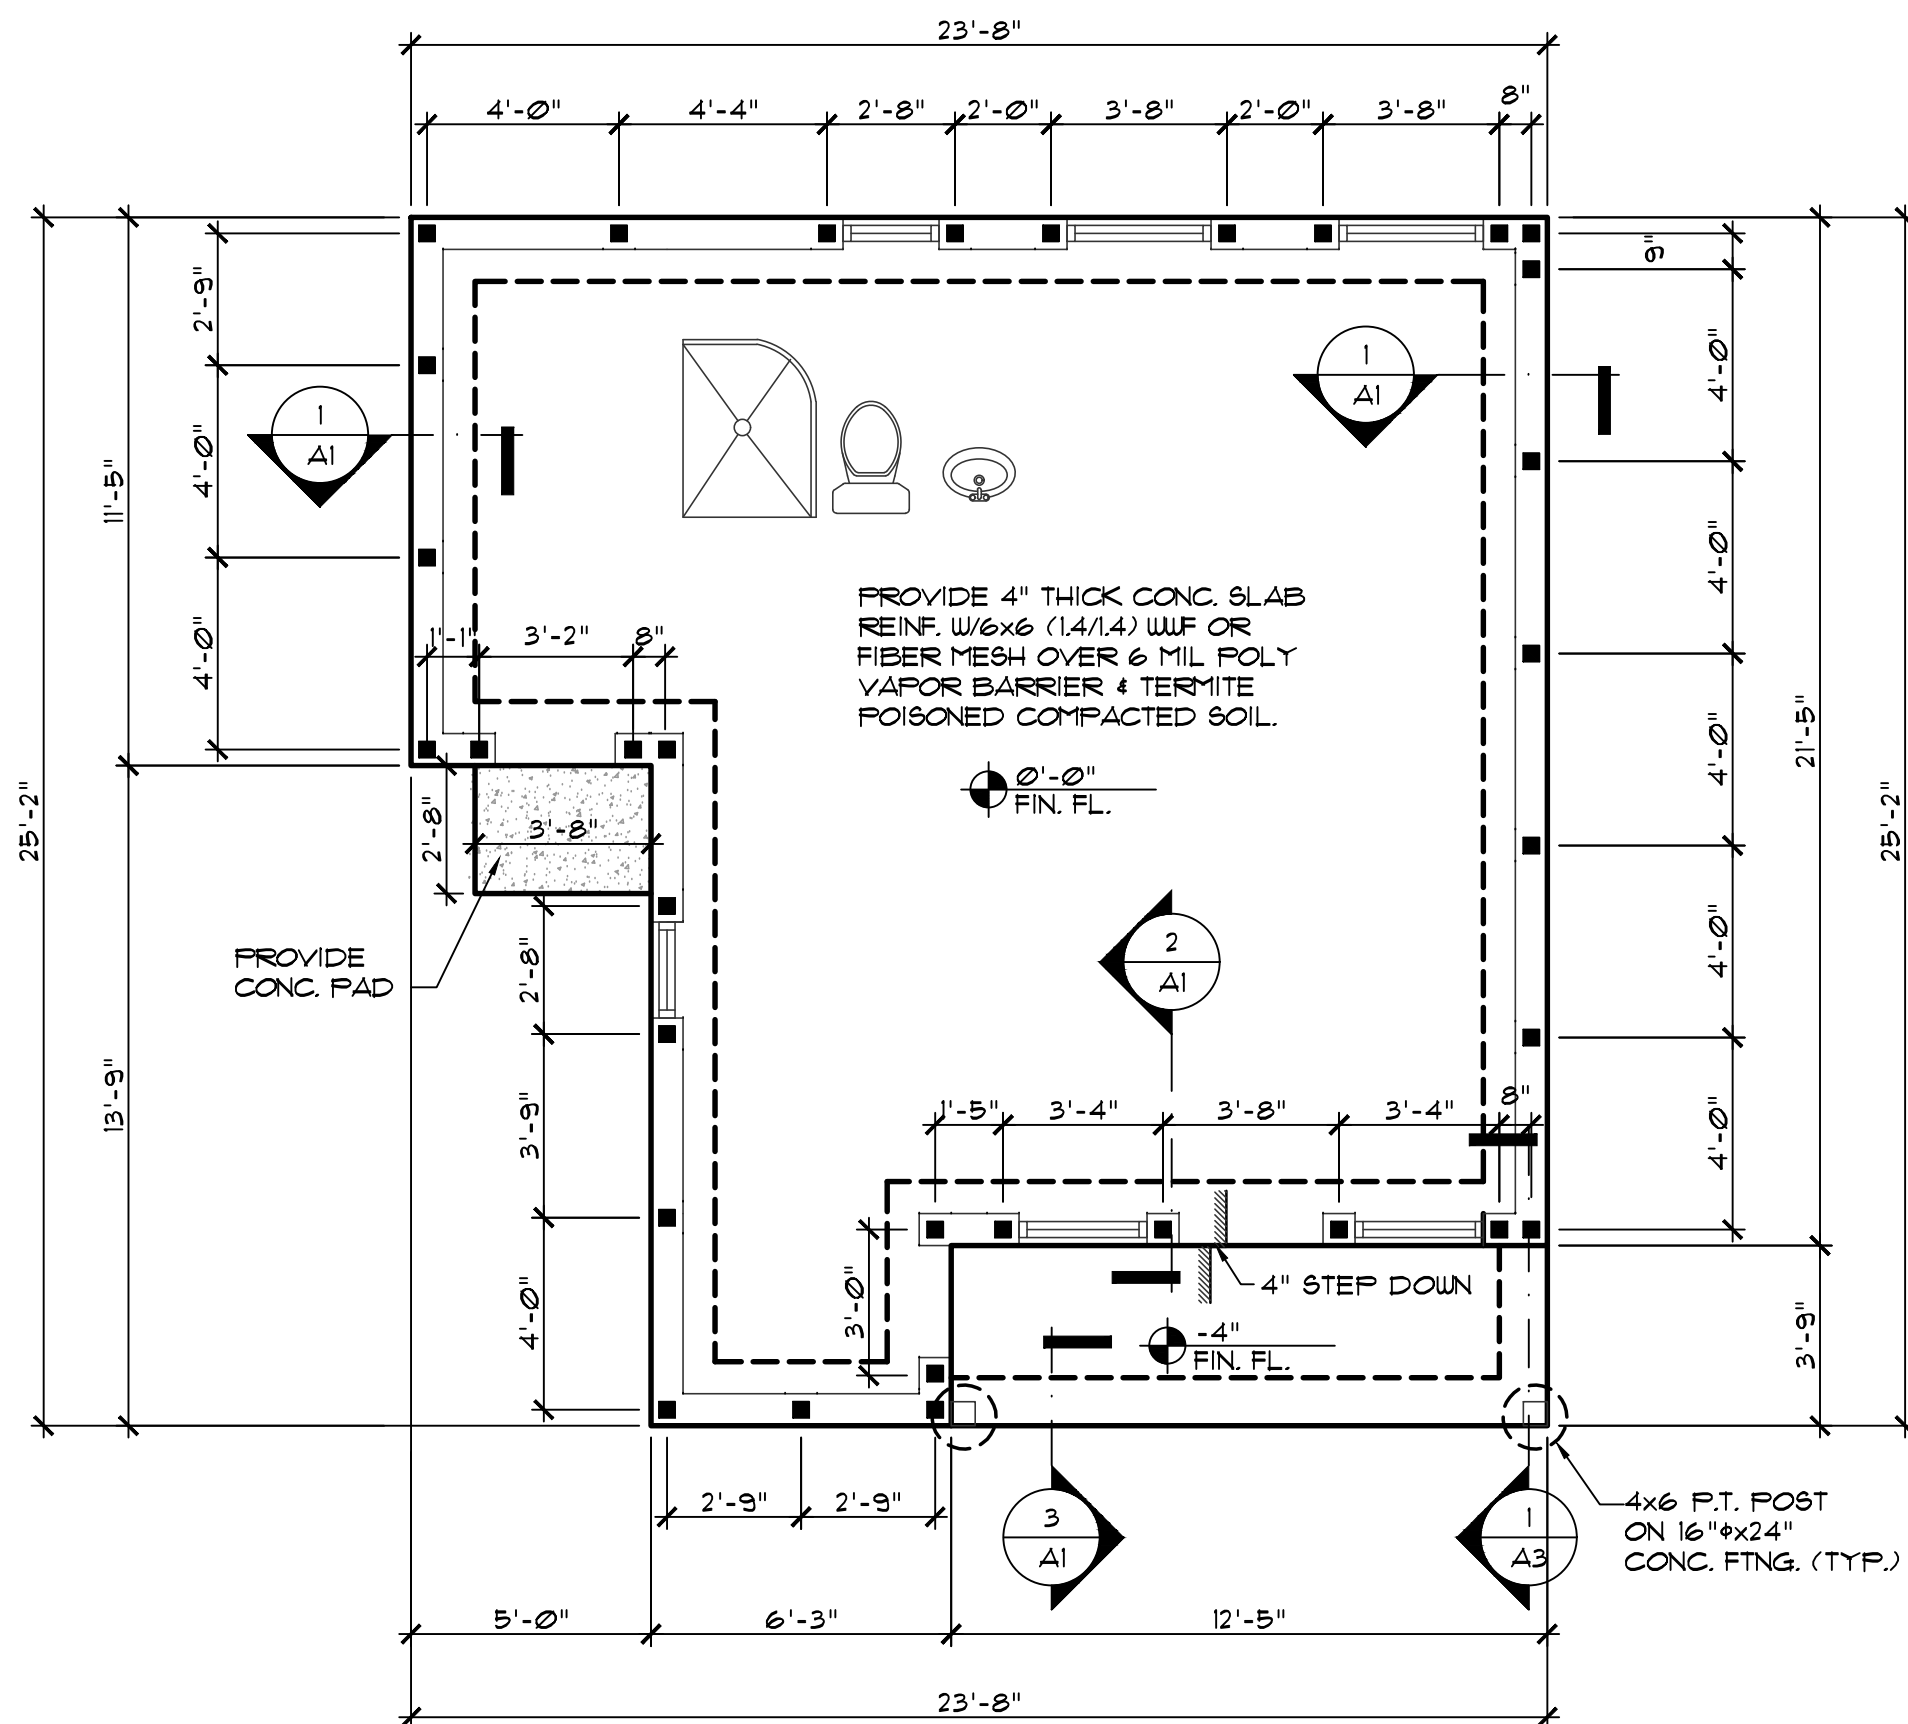 23'-8"
4'-0" 4'-4" 2'-8" 2'-0" 3'-8" 2'-0" 3'-8" 8"
9"
2'-9"
4'-0"
4'-0"
11'-5"
25'-2"
13'-9"
1
A1
1
A1
4'-0"
4'-0"
4'-0"
4'-0"
4'-0"
21'-5"
25'-2"
3'-9"
1'-1" 3'-2" 8"
PROVIDE 4" THICK CONC. SLAB
REINF. W/6x6 (1.4/1.4) WWF OR
FIBER MESH OVER 6 MIL POLY
VAPOR BARRIER & TERMITE
POISONED COMPACTED SOIL.
0'-0"
FIN. FL.
2'-8"
3'-8"
PROVIDE
CONC. PAD
2'-8"
3'-9"
4'-0"
2
A1
1'-5" 3'-4" 3'-8" 3'-4" 8"
3'-0"
4" STEP DOWN
-4"
FIN. FL.
2'-9" 2'-9"
3
A1
1
A3
4x6 P.T. POST
ON 16"ϕx24"
CONC. FTNG. (TYP.)
5'-0" 6'-3" 12'-5"
23'-8"